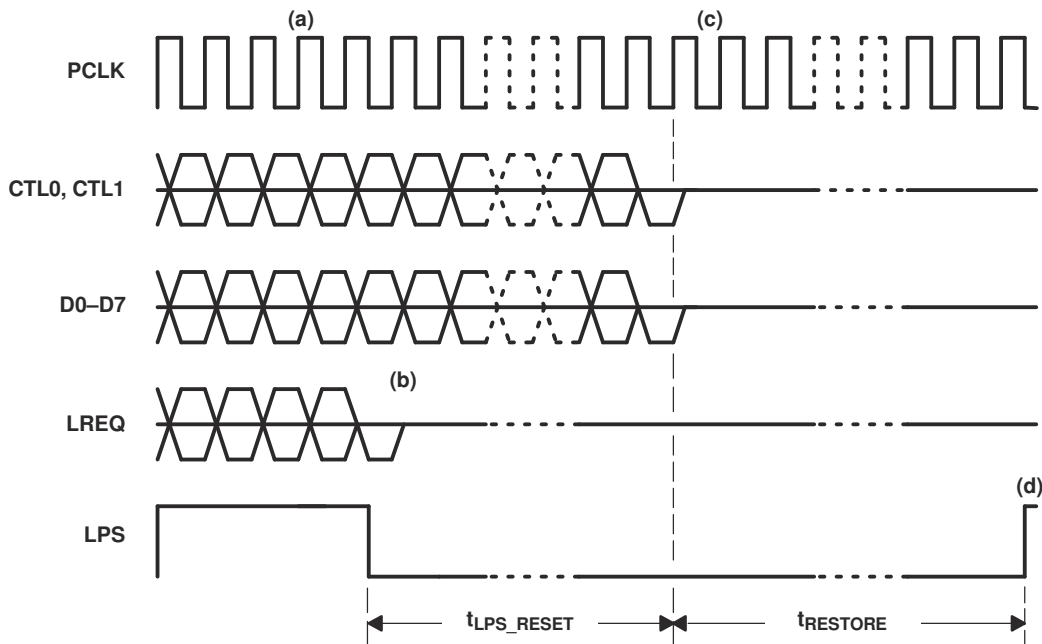 (a)
(c)
PCLK
CTL0, CTL1
D0–D7
(b)
LREQ
(d)
LPS
tLPS_RESET
tRESTORE